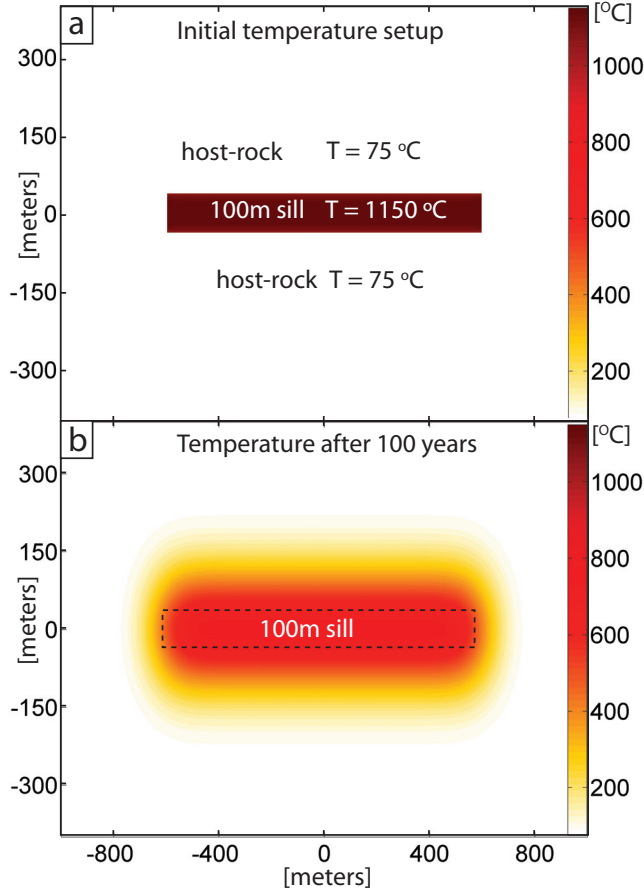 a
Initial temperature setup
[°C]
300
150
0
-150
-300
[meters]
host-rock T = 75 °C
100m sill T = 1150 °C
host-rock T = 75 °C
1000
800
600
400
200
b
Temperature after 100 years
[°C]
300
150
0
-150
-300
[meters]
100m sill
1000
800
600
400
200
-800 -400 0 400 800
[meters]